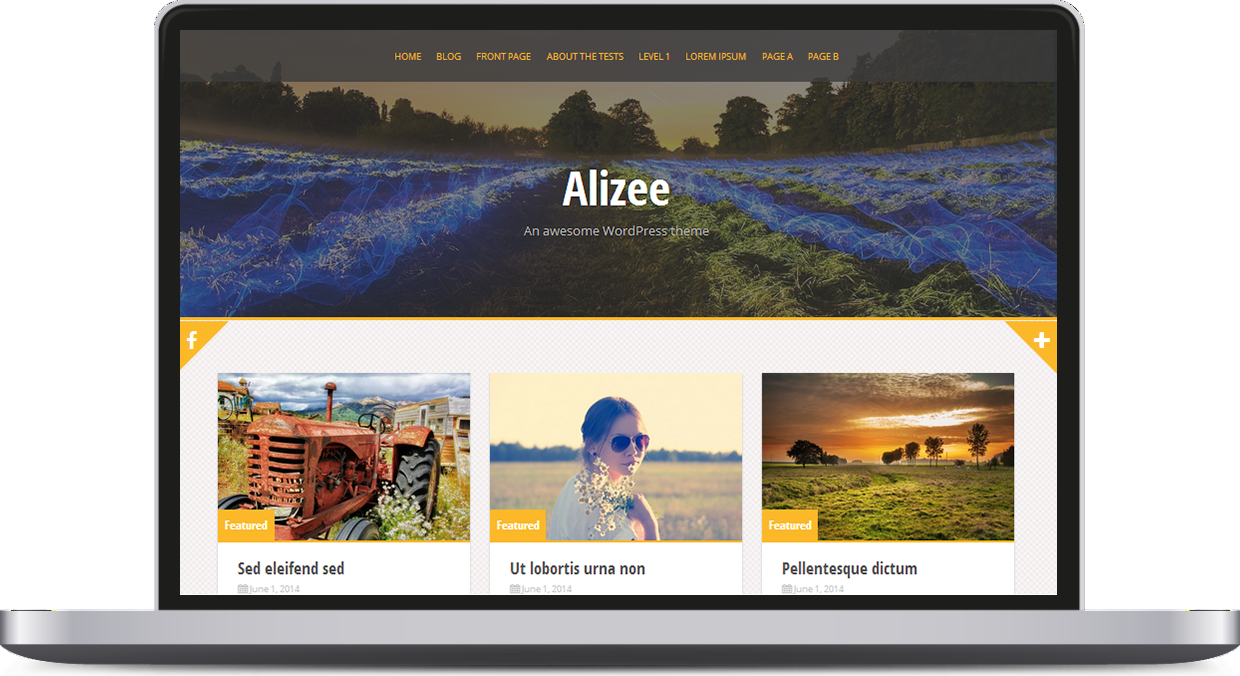 HOME BLOG FRONT PAGE ABOUT THE TESTS LEVEL 1 LOREM IPSUM PAGE A PAGE B
Alizee
An awesome WordPress theme
Featured Featured Featured
Sed eleifend sed Ut lobortis urna non Pellentesque dictum
June 1, 2014 June 1, 2014 June 1, 2014